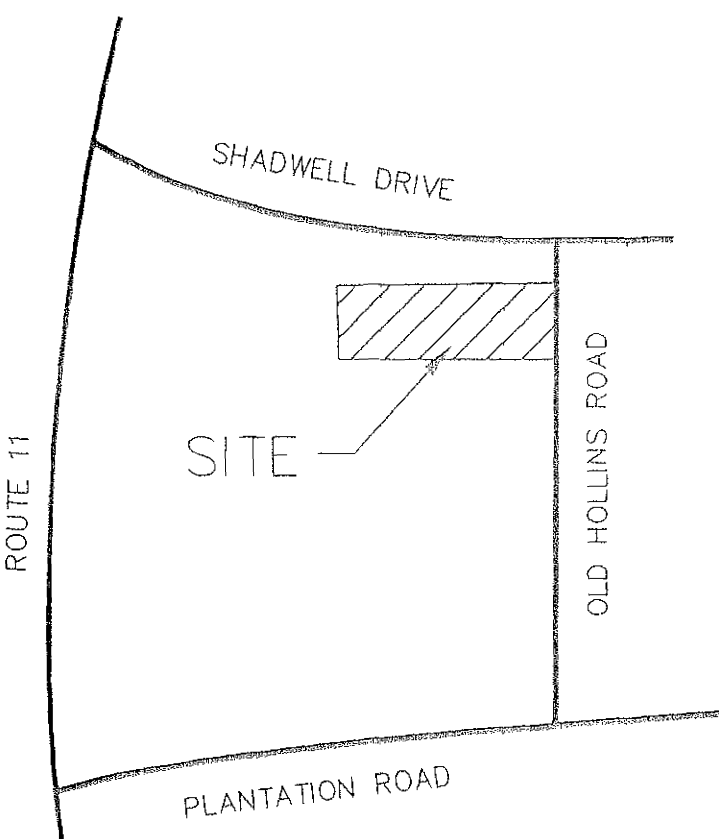 SHADWELL DRIVE
SITE
ROUTE 11
OLD HOLLINS ROAD
PLANTATION ROAD